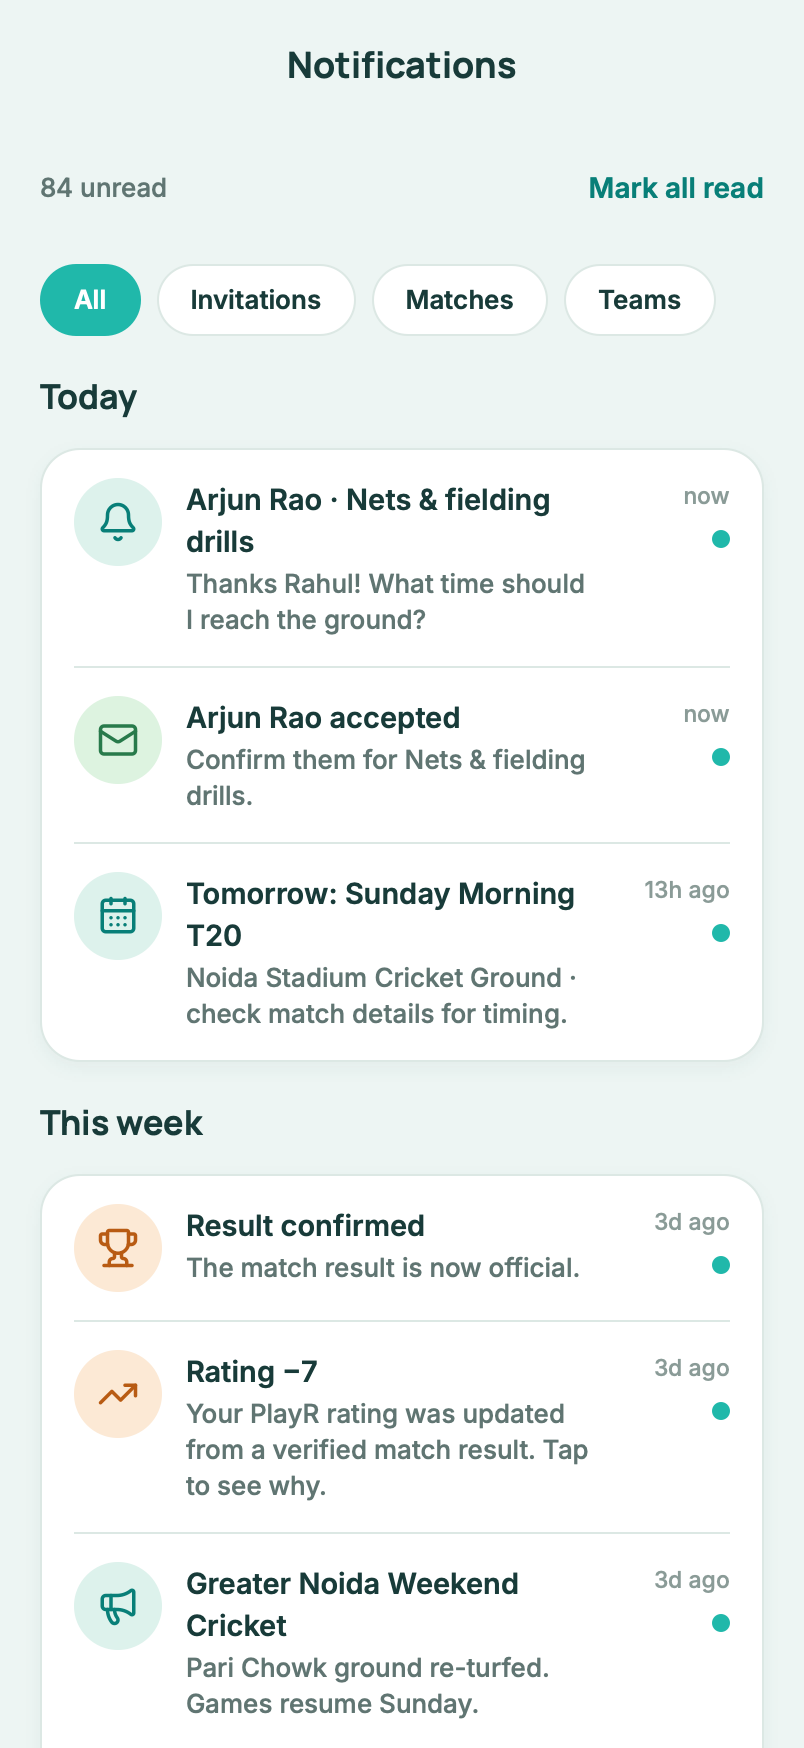 Notifications
84 unread
Mark all read
All
Invitations
Matches
Teams
Today
Arjun Rao · Nets & fielding
drills
now
Thanks Rahul! What time should
I reach the ground?
Arjun Rao accepted
now
Confirm them for Nets & fielding
drills.
Tomorrow: Sunday Morning
T20
13h ago
Noida Stadium Cricket Ground ·
check match details for timing.
This week
Result confirmed
3d ago
The match result is now official.
Rating −7
3d ago
Your PlayR rating was updated
from a verified match result. Tap
to see why.
Greater Noida Weekend
Cricket
3d ago
Pari Chowk ground re-turfed.
Games resume Sunday.